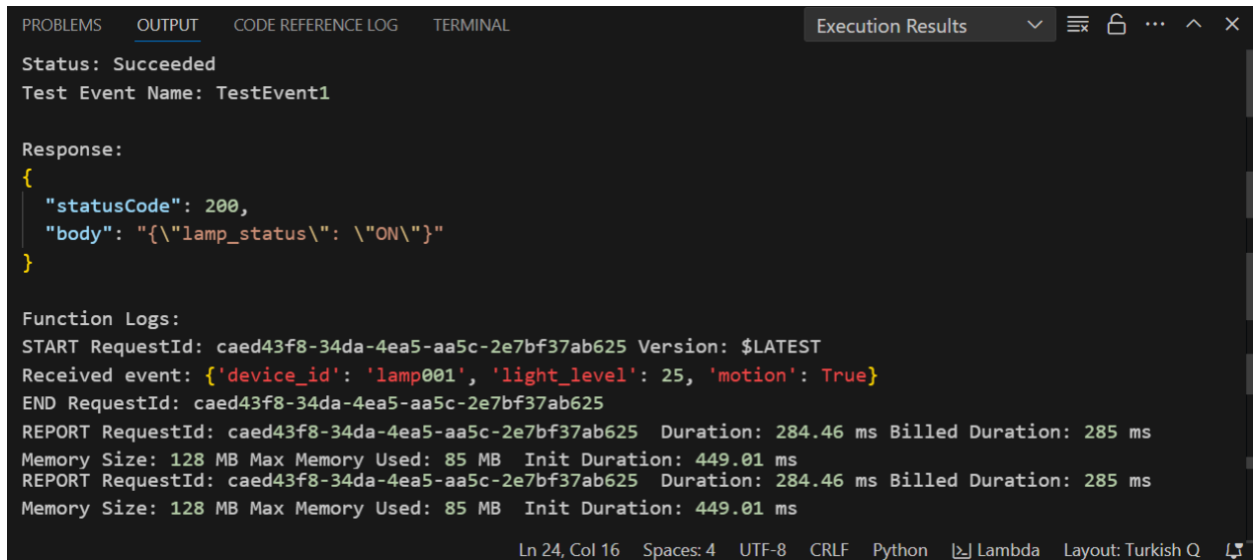 PROBLEMS OUTPUT CODE REFERENCE LOG TERMINAL Execution Results
Status: Succeeded
Test Event Name: TestEvent1
Response:
{
"statusCode": 200,
"body": "{\"lamp_status\": \"ON\"}"
}
Function Logs:
START RequestId: caed43f8-34da-4ea5-aa5c-2e7bf37ab625 Version: $LATEST
Received event: {'device_id': 'lamp001', 'light_level': 25, 'motion': True}
END RequestId: caed43f8-34da-4ea5-aa5c-2e7bf37ab625
REPORT RequestId: caed43f8-34da-4ea5-aa5c-2e7bf37ab625 Duration: 284.46 ms Billed Duration: 285 ms
Memory Size: 128 MB Max Memory Used: 85 MB Init Duration: 449.01 ms
REPORT RequestId: caed43f8-34da-4ea5-aa5c-2e7bf37ab625 Duration: 284.46 ms Billed Duration: 285 ms
Memory Size: 128 MB Max Memory Used: 85 MB Init Duration: 449.01 ms
Ln 24, Col 16 Spaces: 4 UTF-8 CRLF Python Lambda Layout: Turkish Q